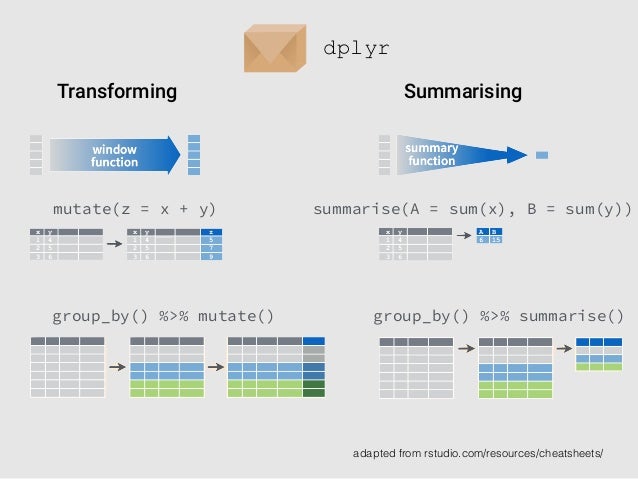 dplyr
Transforming
Summarising
window
function
summary
function
mutate(z = x + y)
summarise(A = sum(x), B = sum(y))
x y
1 4
2 5
3 6
x y z
1 4 5
2 5 7
3 6 9
x y
1 4
2 5
3 6
A B
6 15
group_by() %>% mutate()
group_by() %>% summarise()
adapted from rstudio.com/resources/cheatsheets/